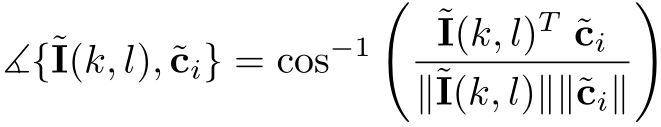 ∡{Ĩ(k, l), c̃ᵢ} = cos⁻¹ ( Ĩ(k, l)ᵀ c̃ᵢ / ‖Ĩ(k, l)‖‖c̃ᵢ‖ )